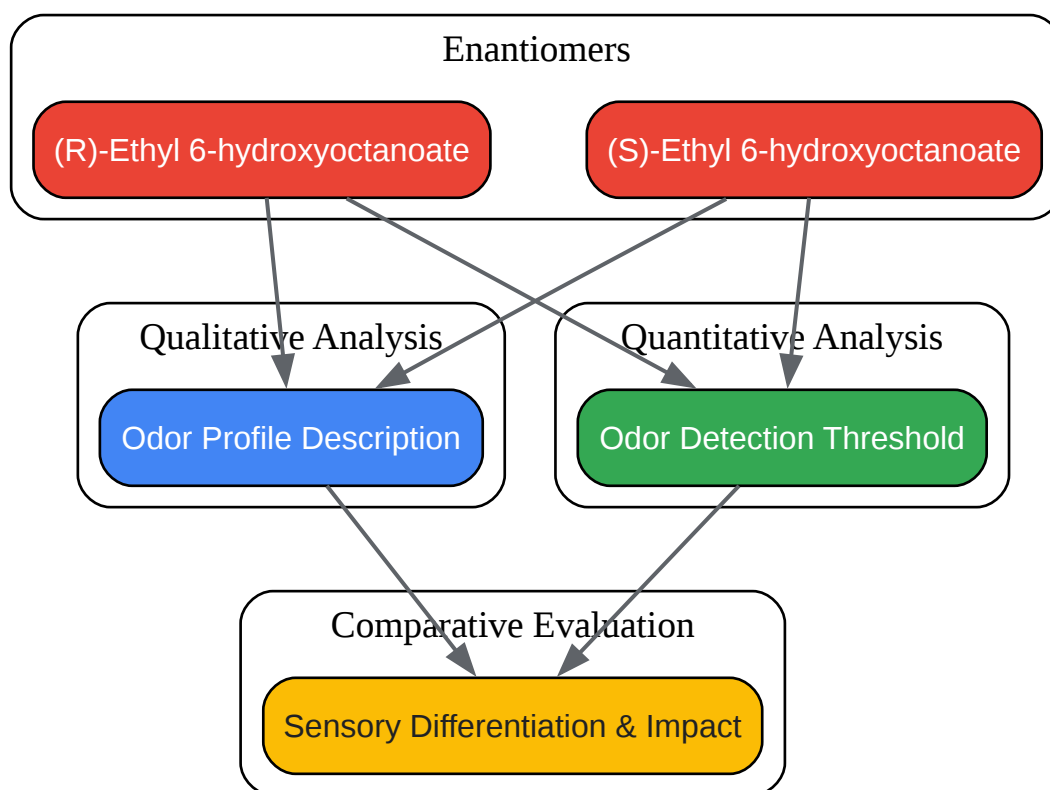 Enantiomers
(R)-Ethyl 6-hydroxyoctanoate
(S)-Ethyl 6-hydroxyoctanoate
Qualitative Analysis
Quantitative Analysis
Odor Profile Description
Odor Detection Threshold
Comparative Evaluation
Sensory Differentiation & Impact